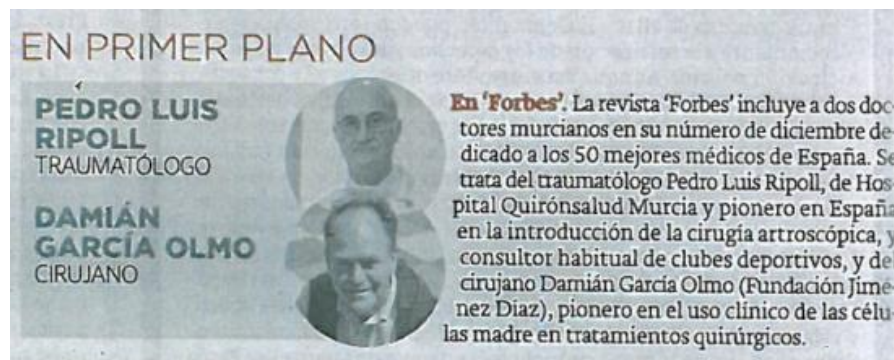 EN PRIMER PLANO
PEDRO LUIS
RIPOLL
TRAUMATÓLOGO
DAMIÁN
GARCÍA OLMO
CIRUJANO
En ‘Forbes’. La revista ‘Forbes’ incluye a dos doc-
tores murcianos en su número de diciembre de-
dicado a los 50 mejores médicos de España. Se
trata del traumatólogo Pedro Luis Ripoll, de Hos-
pital Quirónsalud Murcia y pionero en España
en la introducción de la cirugía artroscópica, y
consultor habitual de clubes deportivos, y del
cirujano Damián García Olmo (Fundación Jimé-
nez Díaz), pionero en el uso clínico de las célu-
las madre en tratamientos quirúrgicos.